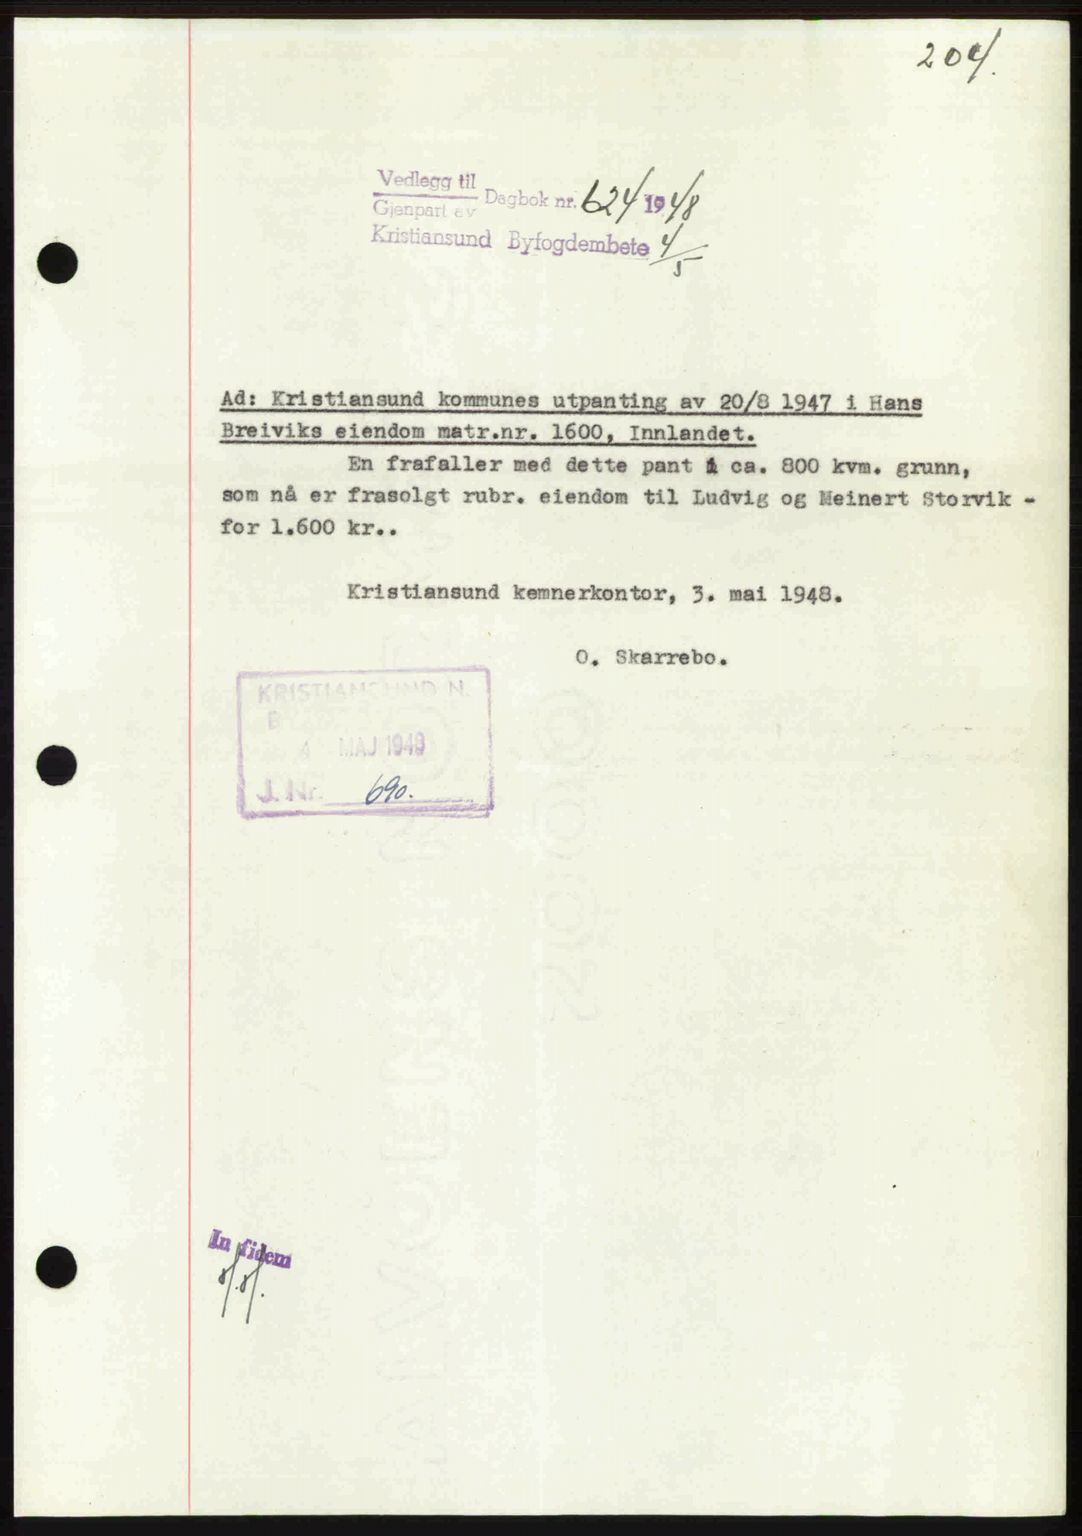 204.
Vedlegg til
Gjenpart av
Dagbok nr. 624/1948
Kristiansund Byfogdembete 4/5
Ad: Kristiansund kommunes utpanting av 20/8 1947 i Hans
Breiviks eiendom matr.nr. 1600, Innlandet.
En frafaller med dette pant i ca. 800 kvm. grunn,
som nå er frasolgt rubr. eiendom til Ludvig og Meinert Storvik -
for 1.600 kr..
Kristiansund kemnerkontor, 3. mai 1948.
O. Skarrebo.
KRISTIANSUND N.
B
4 MAJ 1948
J. Nr. 690.
In fidem